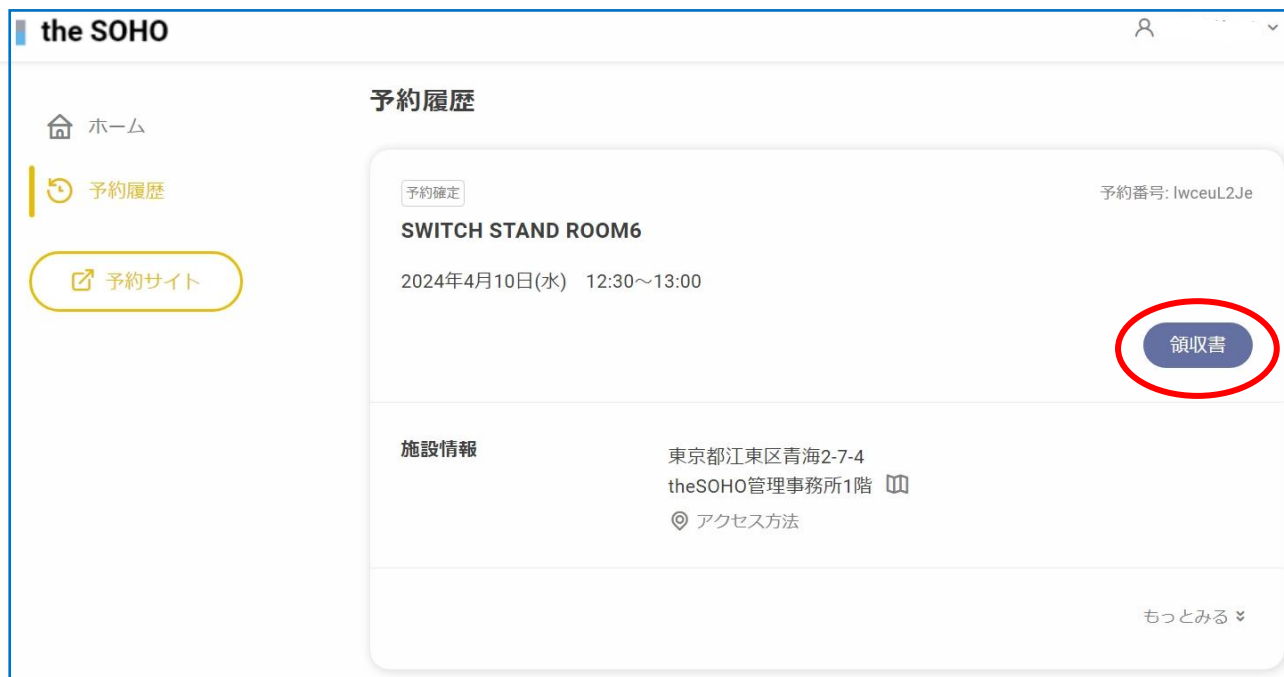 the SOHO
ホーム
予約履歴
予約サイト
予約履歴
予約確定
予約番号: lwceuL2Je
SWITCH STAND ROOM6
2024年4月10日(水) 12:30～13:00
領収書
施設情報
東京都江東区青海2-7-4
theSOHO管理事務所1階
アクセス方法
もっとみる